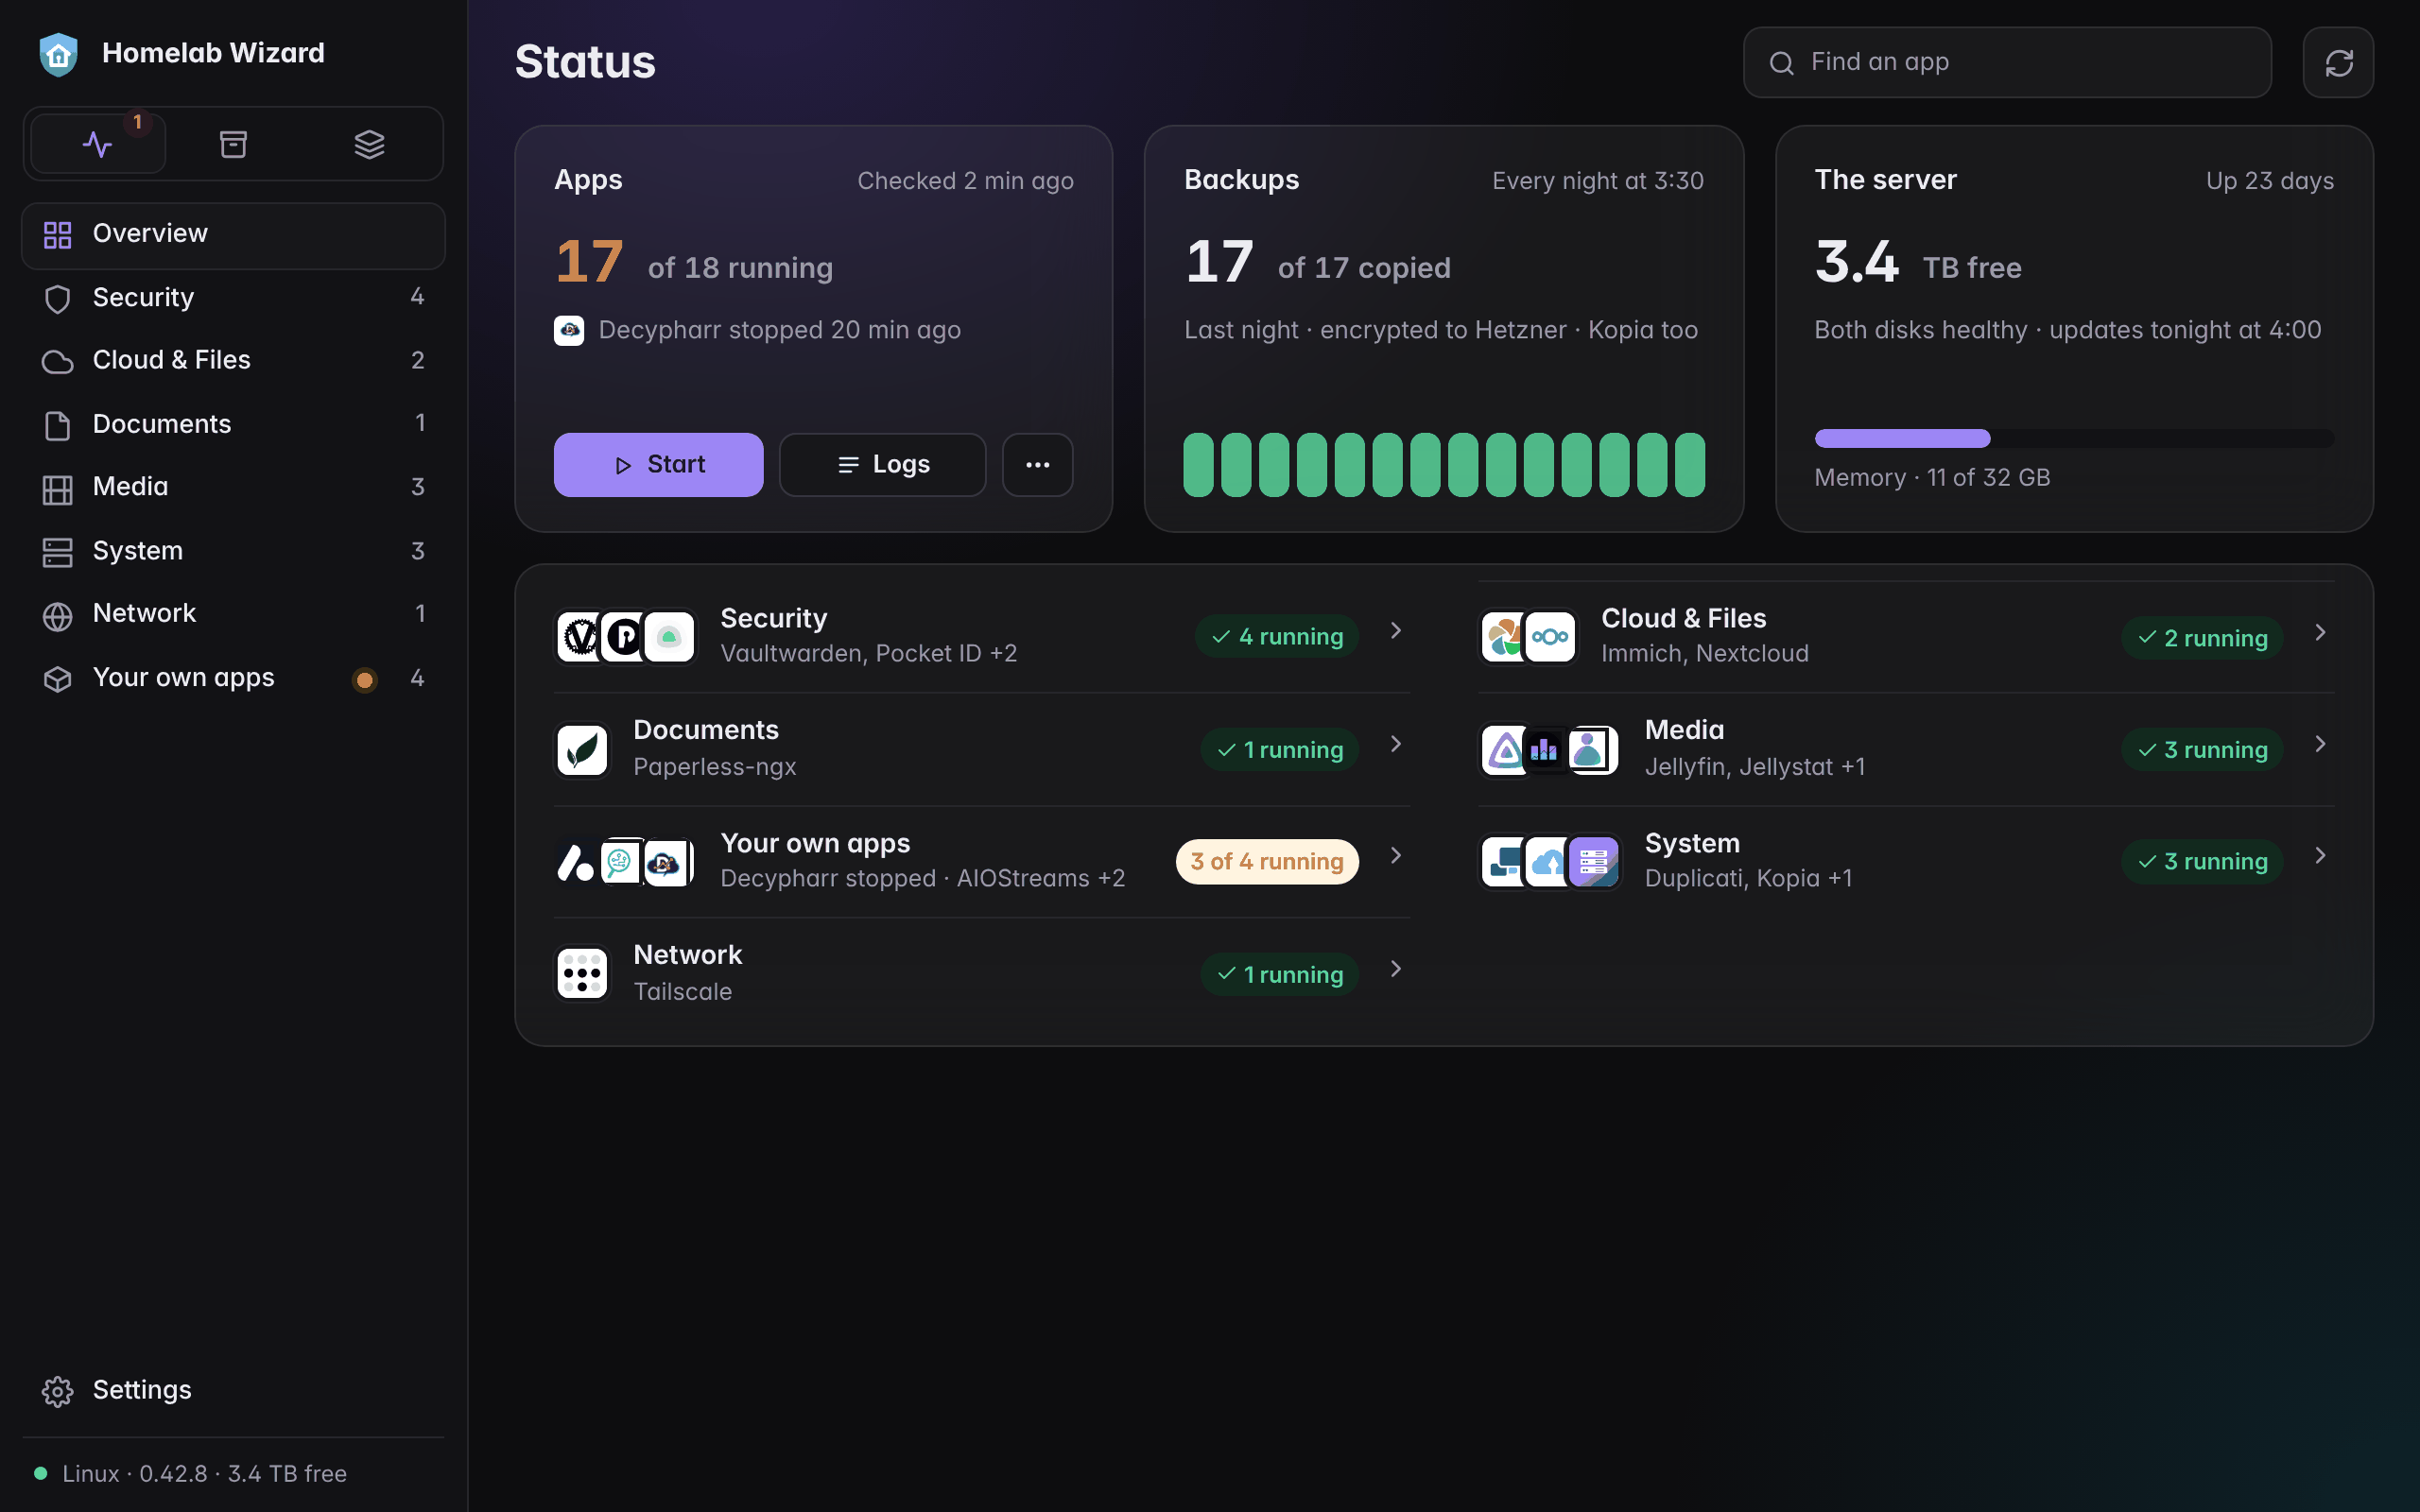 Homelab Wizard
1
Overview
Security 4
Cloud & Files 2
Documents 1
Media 3
System 3
Network 1
Your own apps 4
Settings
Linux · 0.42.8 · 3.4 TB free
Status
Find an app
Apps Checked 2 min ago
17 of 18 running
Decypharr stopped 20 min ago
Start Logs
Backups Every night at 3:30
17 of 17 copied
Last night · encrypted to Hetzner · Kopia too
The server Up 23 days
3.4 TB free
Both disks healthy · updates tonight at 4:00
Memory · 11 of 32 GB
Security
Vaultwarden, Pocket ID +2
4 running
Cloud & Files
Immich, Nextcloud
2 running
Documents
Paperless-ngx
1 running
Media
Jellyfin, Jellystat +1
3 running
Your own apps
Decypharr stopped · AIOStreams +2
3 of 4 running
System
Duplicati, Kopia +1
3 running
Network
Tailscale
1 running